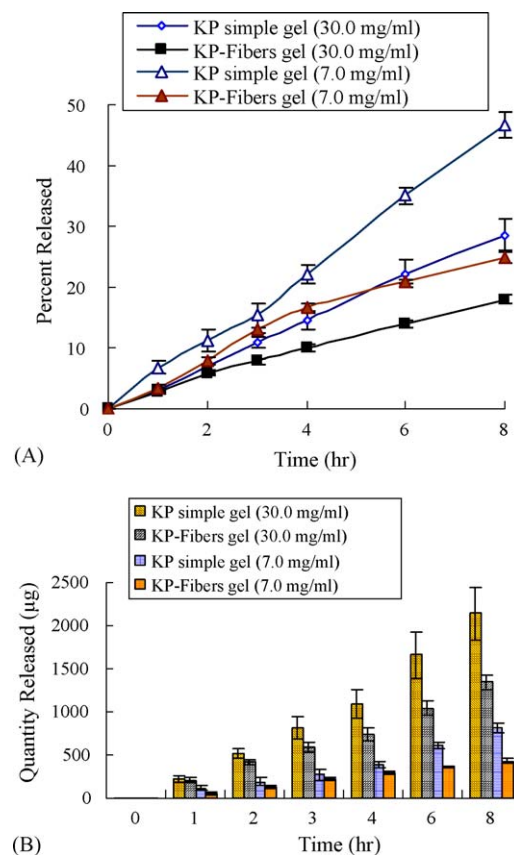 KP simple gel (30.0 mg/ml)
KP-Fibers gel (30.0 mg/ml)
KP simple gel (7.0 mg/ml)
KP-Fibers gel (7.0 mg/ml)
50
40
30
20
10
0
Percent Released
0 2 4 6 8
(A) Time (hr)
KP simple gel (30.0 mg/ml)
KP-Fibers gel (30.0 mg/ml)
KP simple gel (7.0 mg/ml)
KP-Fibers gel (7.0 mg/ml)
2500
2000
1500
1000
500
0
Quantity Released (μg)
0 1 2 3 4 6 8
(B) Time (hr)